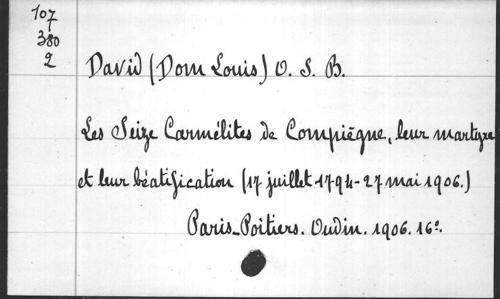 107
380
2
David (Dom Louis) O. S. B.
Les Seize Carmélites de Compiègne, leur martyre
et leur béatification (17 juillet 1794-27 mai 1906.)
Paris-Poitiers. Oudin. 1906. 16º.